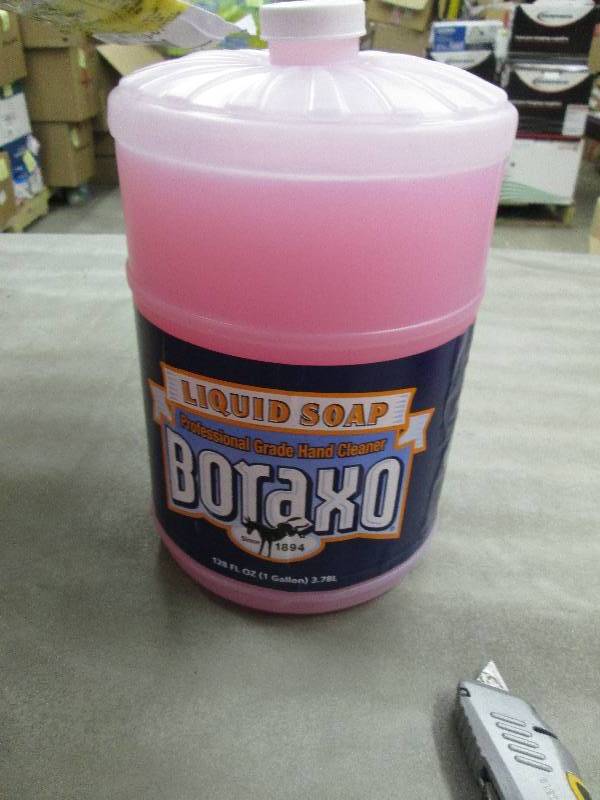 LIQUID SOAP
Professional Grade Hand Cleaner
Boraxo
Since 1894
128 FL OZ (1 Gallon) 3.78L